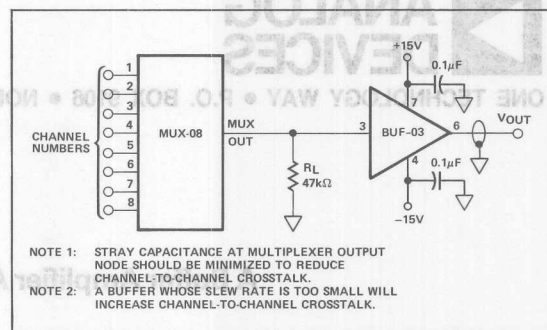 ANALOG
DEVICES
ONE TECHNOLOGY WAY • P.O. BOX 9106 • NOR
+15V
0.1μF
7
1
2
3
4
5
6
7
8
CHANNEL
NUMBERS
MUX-08
MUX
OUT
3
BUF-03
6
VOUT
RL
47kΩ
4
0.1μF
−15V
NOTE 1: STRAY CAPACITANCE AT MULTIPLEXER OUTPUT
NODE SHOULD BE MINIMIZED TO REDUCE
CHANNEL-TO-CHANNEL CROSSTALK.
NOTE 2: A BUFFER WHOSE SLEW RATE IS TOO SMALL WILL
INCREASE CHANNEL-TO-CHANNEL CROSSTALK.